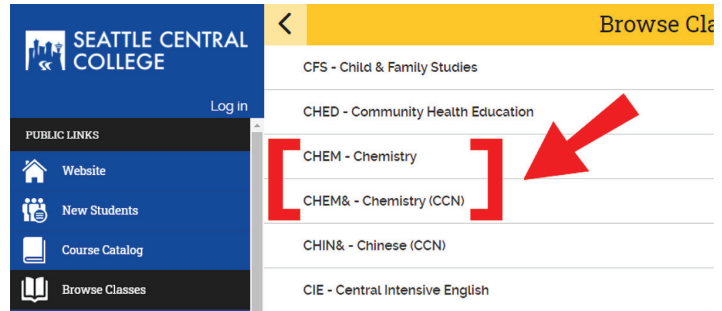 SEATTLE CENTRAL
COLLEGE
Log in
PUBLIC LINKS
Website
New Students
Course Catalog
Browse Classes
Browse Cla
CFS - Child & Family Studies
CHED - Community Health Education
CHEM - Chemistry
CHEM& - Chemistry (CCN)
CHIN& - Chinese (CCN)
CIE - Central Intensive English